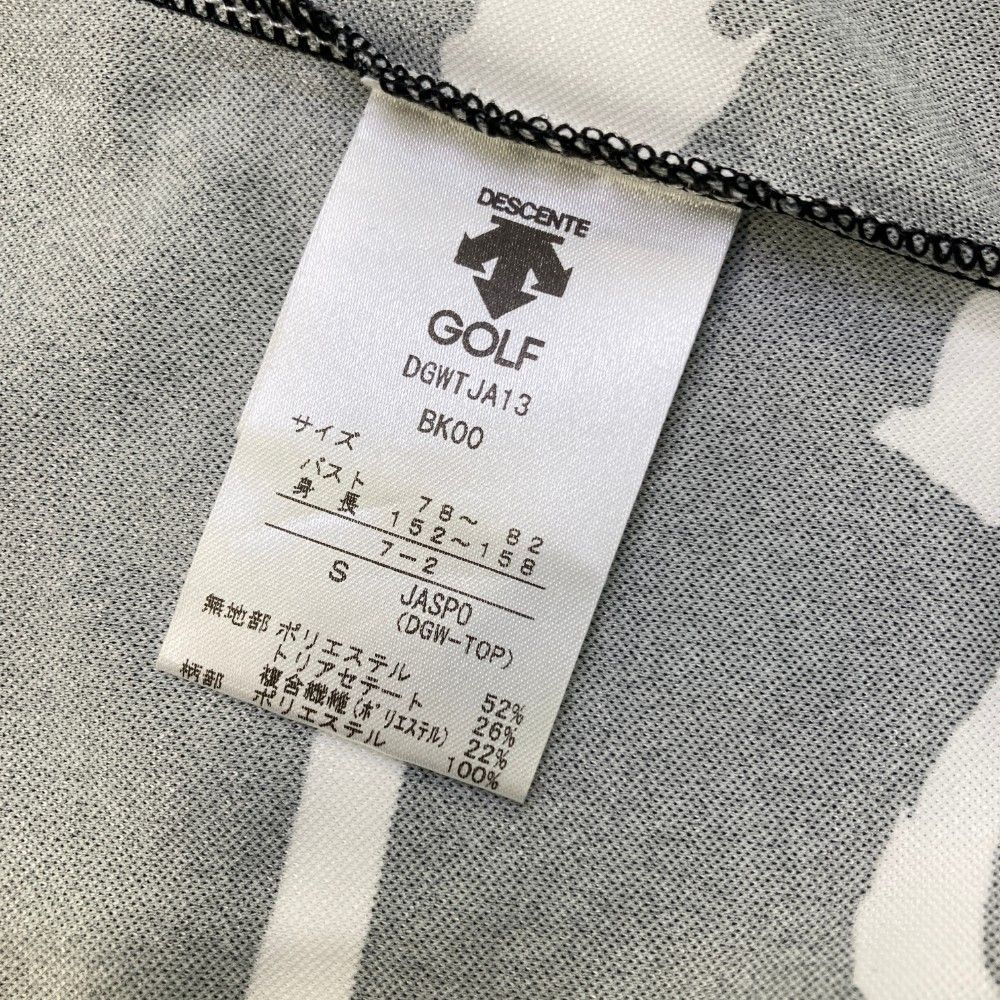 DESCENTE
GOLF
DGWTJA13
BK00
サイズ
バスト 78～ 82
身 長 152～158
7-2
S JASPO
(DGW-TOP)
無地部 ポリエステル 52%
トリアセテート 26%
複合繊維(ポリエステル) 22%
柄部 ポリエステル 100%